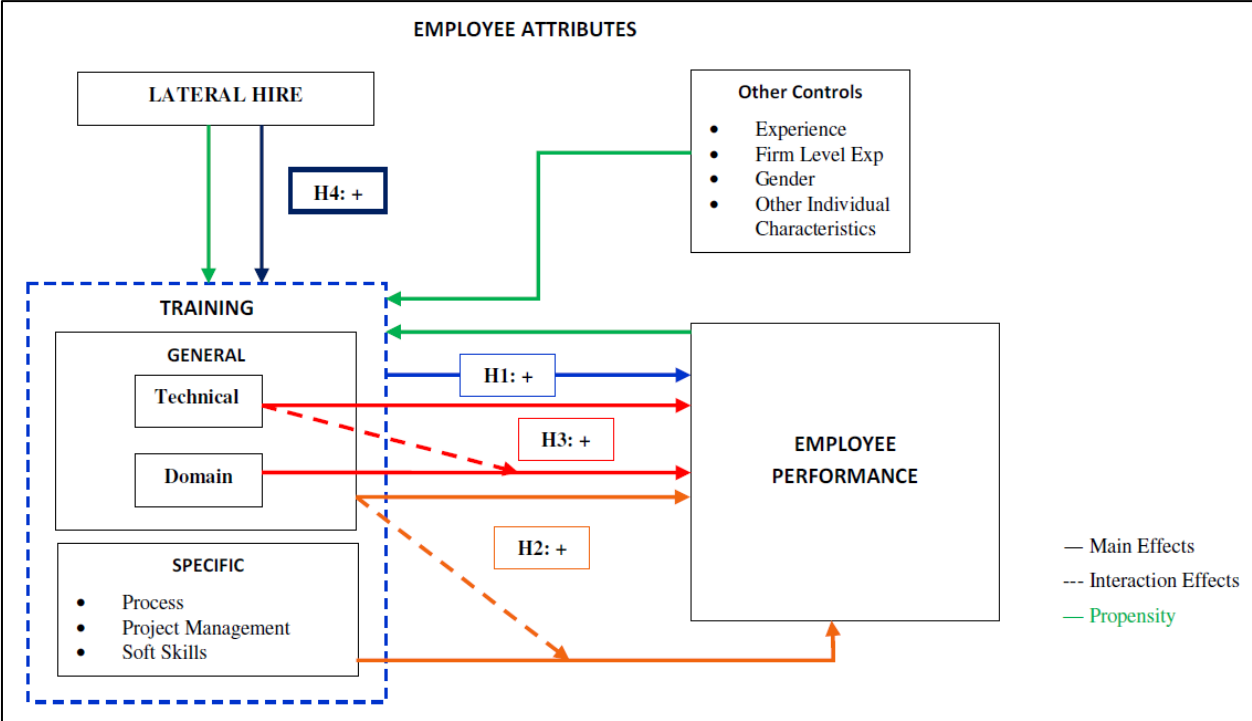 EMPLOYEE ATTRIBUTES
LATERAL HIRE
Other Controls
• Experience
• Firm Level Exp
• Gender
• Other Individual
Characteristics
H4: +
TRAINING
GENERAL
Technical
Domain
H1: +
H3: +
H2: +
EMPLOYEE
PERFORMANCE
SPECIFIC
• Process
• Project Management
• Soft Skills
— Main Effects
--- Interaction Effects
— Propensity